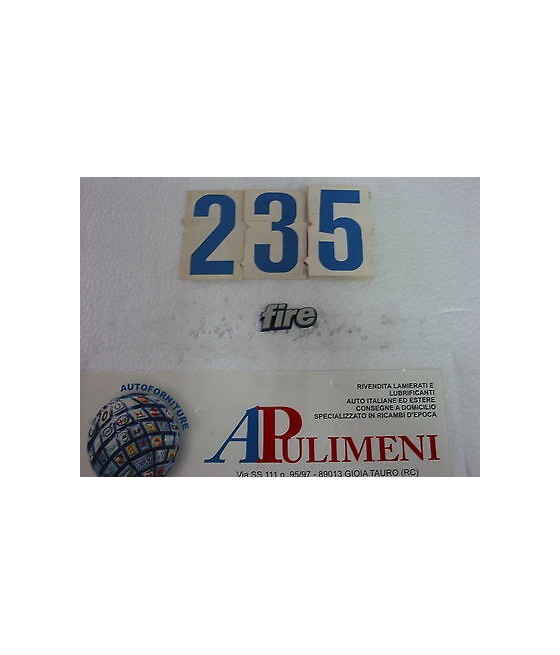 235
fire
AUTOFORNITURE
RIVENDITA LAMIERATI E
LUBRIFICANTI
AUTO ITALIANE ED ESTERE
CONSEGNE A DOMICILIO
SPECIALIZZATO IN RICAMBI D'EPOCA
APULIMENI
Via SS 111 n. 95/97 - 89013 GIOIA TAURO (RC)